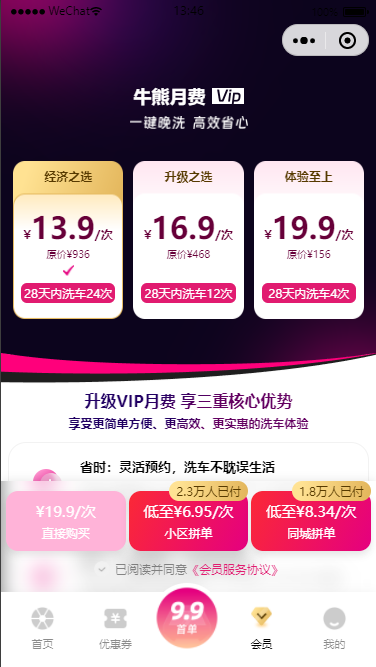 WeChat 13:46 100%
牛熊月费 Vip
一键晚洗 高效省心
经济之选 升级之选 体验至上
¥13.9/次 ¥16.9/次 ¥19.9/次
原价¥936 原价¥468 原价¥156
28天内洗车24次 28天内洗车12次 28天内洗车4次
升级VIP月费 享三重核心优势
享受更简单方便、更高效、更实惠的洗车体验
省时：灵活预约，洗车不耽误生活
2.3万人已付 1.8万人已付
¥19.9/次 低至¥6.95/次 低至¥8.34/次
直接购买 小区拼单 同城拼单
已阅读并同意《会员服务协议》
9.9
首单
首页 优惠券 会员 我的